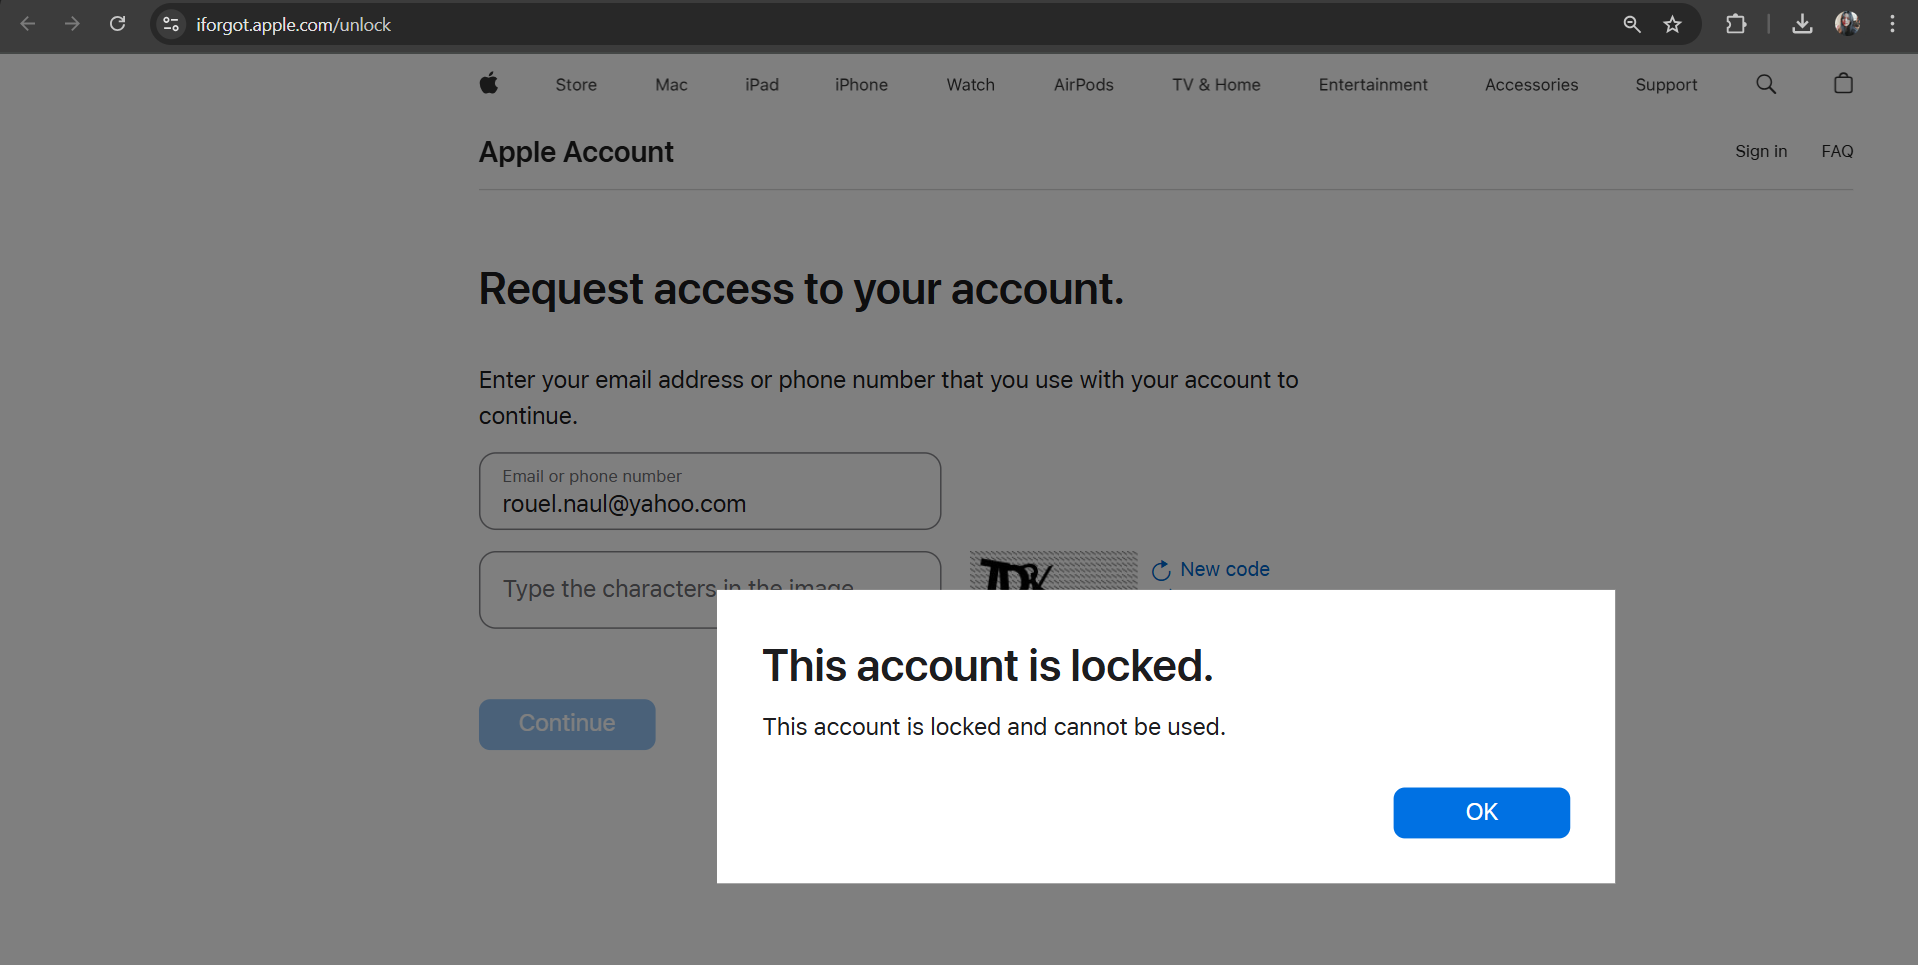 iforgot.apple.com/unlock
Store Mac iPad iPhone Watch AirPods TV & Home Entertainment Accessories Support
Apple Account
Sign in FAQ
Request access to your account.
Enter your email address or phone number that you use with your account to
continue.
Email or phone number
rouel.naul@yahoo.com
Type the characters in the image
New code
Continue
This account is locked.
This account is locked and cannot be used.
OK